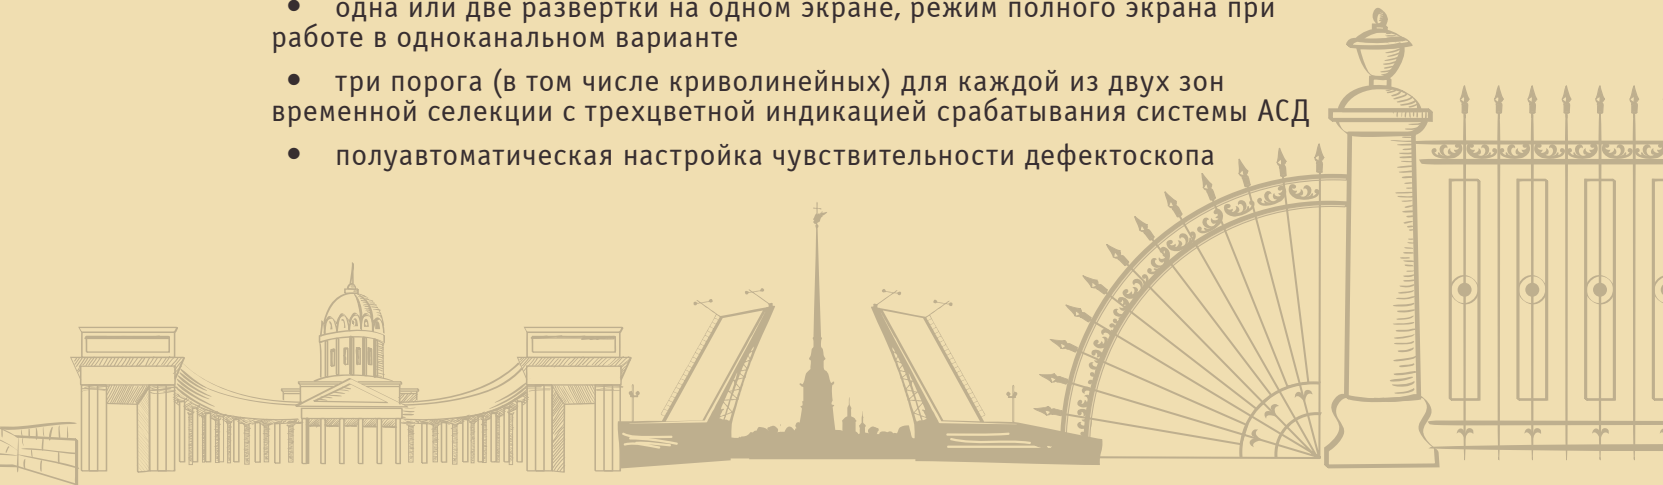 • одна или две развертки на одном экране, режим полного экрана при
работе в одноканальном варианте
• три порога (в том числе криволинейных) для каждой из двух зон
временной селекции с трехцветной индикацией срабатывания системы АСД
• полуавтоматическая настройка чувствительности дефектоскопа